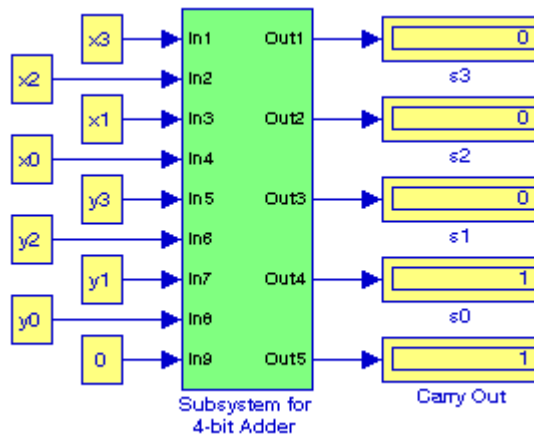 x3 In1 Out1 0
s3
x2 In2
x1 In3 Out2 0
s2
x0 In4
y3 In5 Out3 0
s1
y2 In6
y1 In7 Out4 1
s0
y0 In8
0 In9 Out5 1
Carry Out
Subsystem for
4-bit Adder